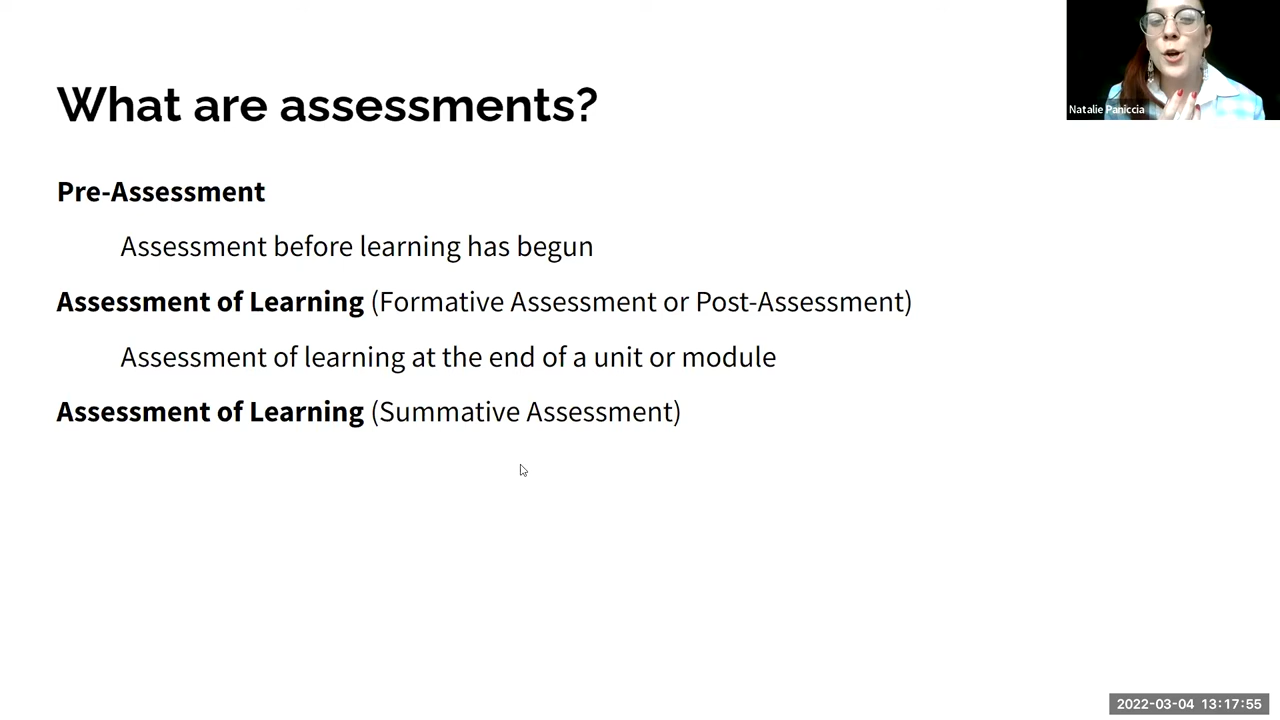 What are assessments?
Natalie Paniccia
Pre-Assessment
Assessment before learning has begun
Assessment of Learning (Formative Assessment or Post-Assessment)
Assessment of learning at the end of a unit or module
Assessment of Learning (Summative Assessment)
2022-03-04 13:17:55